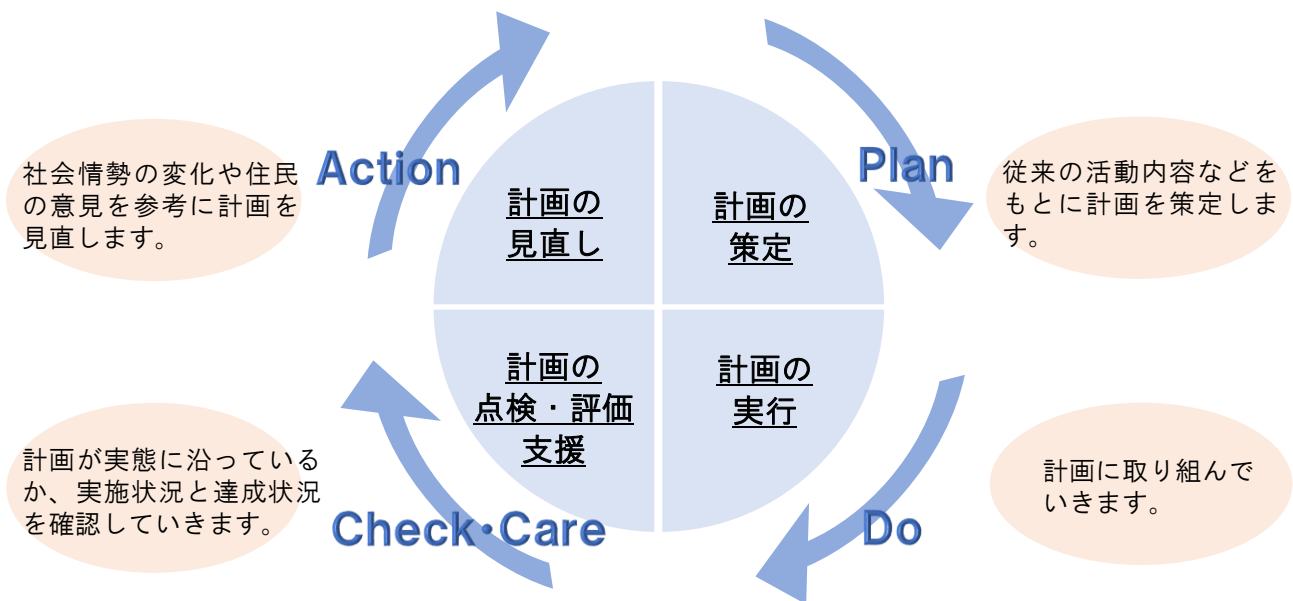 Action
社会情勢の変化や住民
の意見を参考に計画を
見直します。
計画の
見直し
Plan
計画の
策定
従来の活動内容などを
もとに計画を策定しま
す。
計画が実態に沿っている
か、実施状況と達成状況
を確認していきます。
Check・Care
計画の
点検・評価
支援
計画の
実行
Do
計画に取り組んで
いきます。